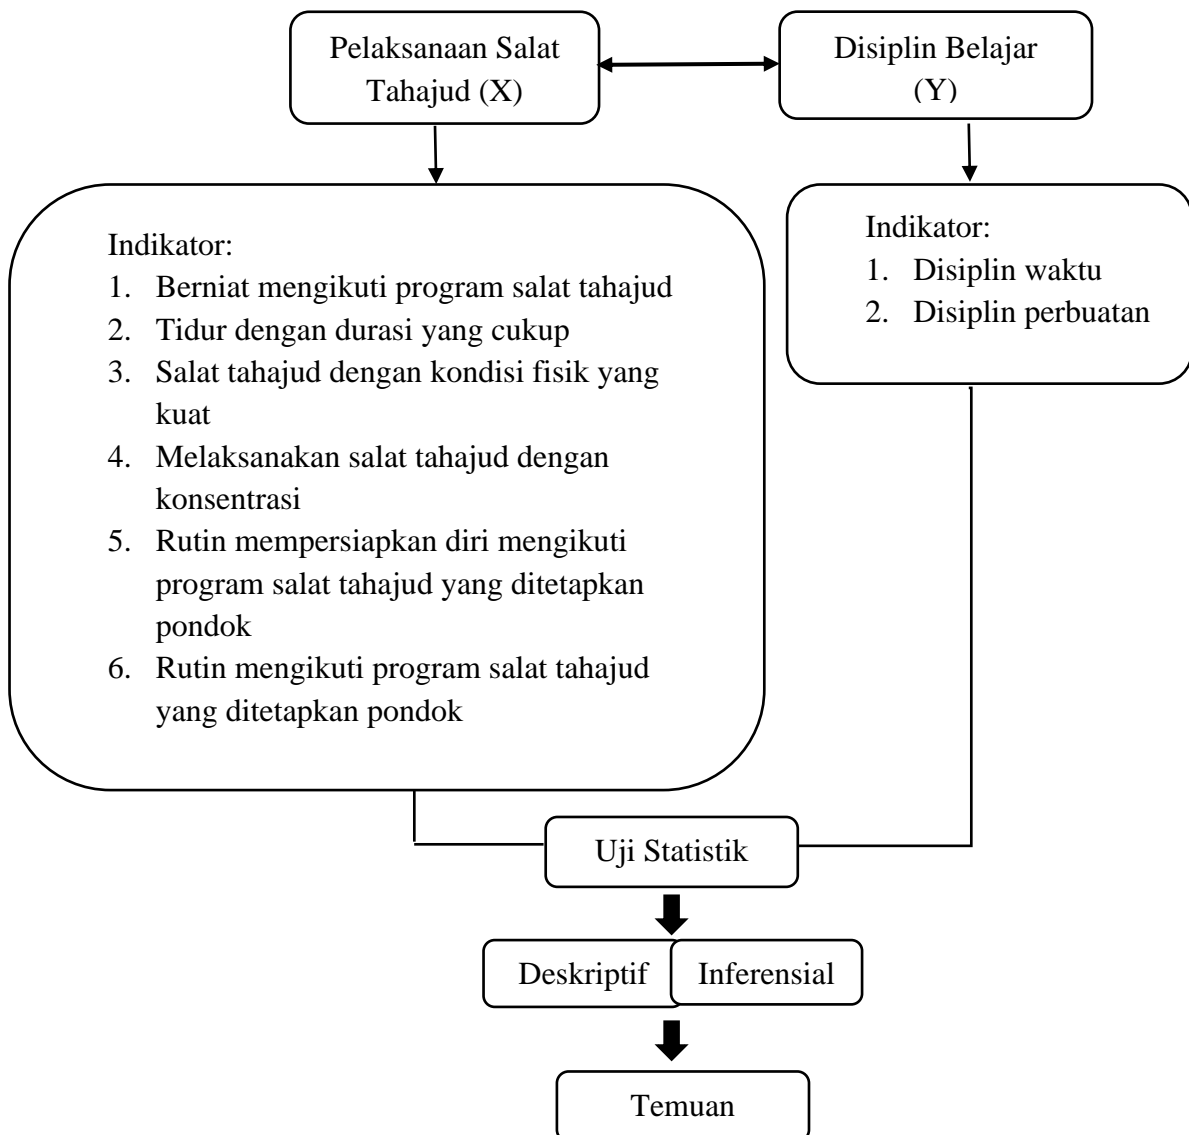 Pelaksanaan Salat
Tahajud (X)
Disiplin Belajar
(Y)
Indikator:
1. Berniat mengikuti program salat tahajud
2. Tidur dengan durasi yang cukup
3. Salat tahajud dengan kondisi fisik yang
kuat
4. Melaksanakan salat tahajud dengan
konsentrasi
5. Rutin mempersiapkan diri mengikuti
program salat tahajud yang ditetapkan
pondok
6. Rutin mengikuti program salat tahajud
yang ditetapkan pondok
Indikator:
1. Disiplin waktu
2. Disiplin perbuatan
Uji Statistik
Deskriptif
Inferensial
Temuan